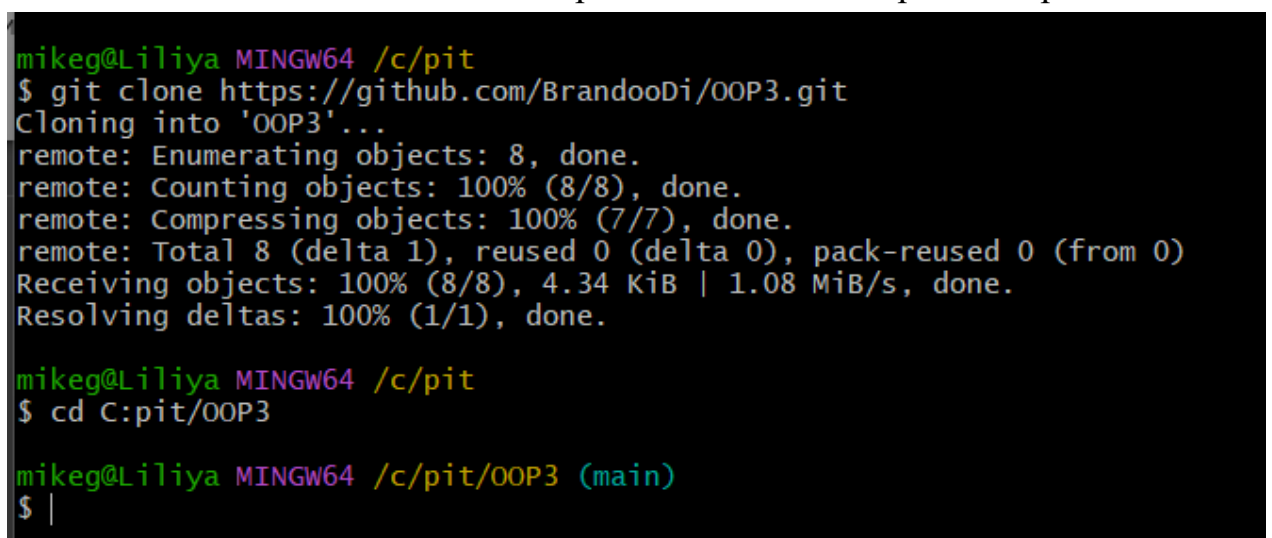 mikeg@Liliya MINGW64 /c/pit
$ git clone https://github.com/BrandooDi/OOP3.git
Cloning into 'OOP3'...
remote: Enumerating objects: 8, done.
remote: Counting objects: 100% (8/8), done.
remote: Compressing objects: 100% (7/7), done.
remote: Total 8 (delta 1), reused 0 (delta 0), pack-reused 0 (from 0)
Receiving objects: 100% (8/8), 4.34 KiB | 1.08 MiB/s, done.
Resolving deltas: 100% (1/1), done.
mikeg@Liliya MINGW64 /c/pit
$ cd C:pit/OOP3
mikeg@Liliya MINGW64 /c/pit/OOP3 (main)
$